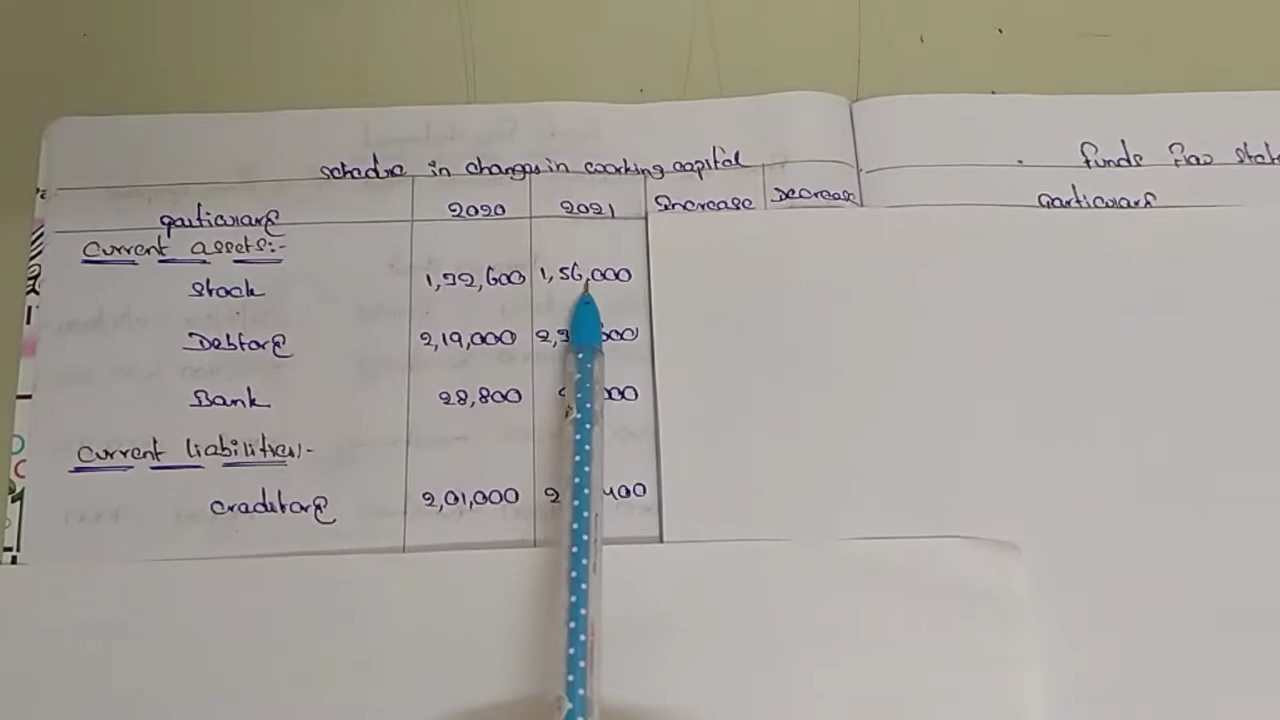 schedule in changes in working capital
particulars 2020 2021 Increase Decrease
Current assets:-
Stock 1,92,600 1,56,000
Debtors 2,19,000
Bank 28,800
Current liabilities:-
Creditors 2,01,000
Funds Flow
Particulars